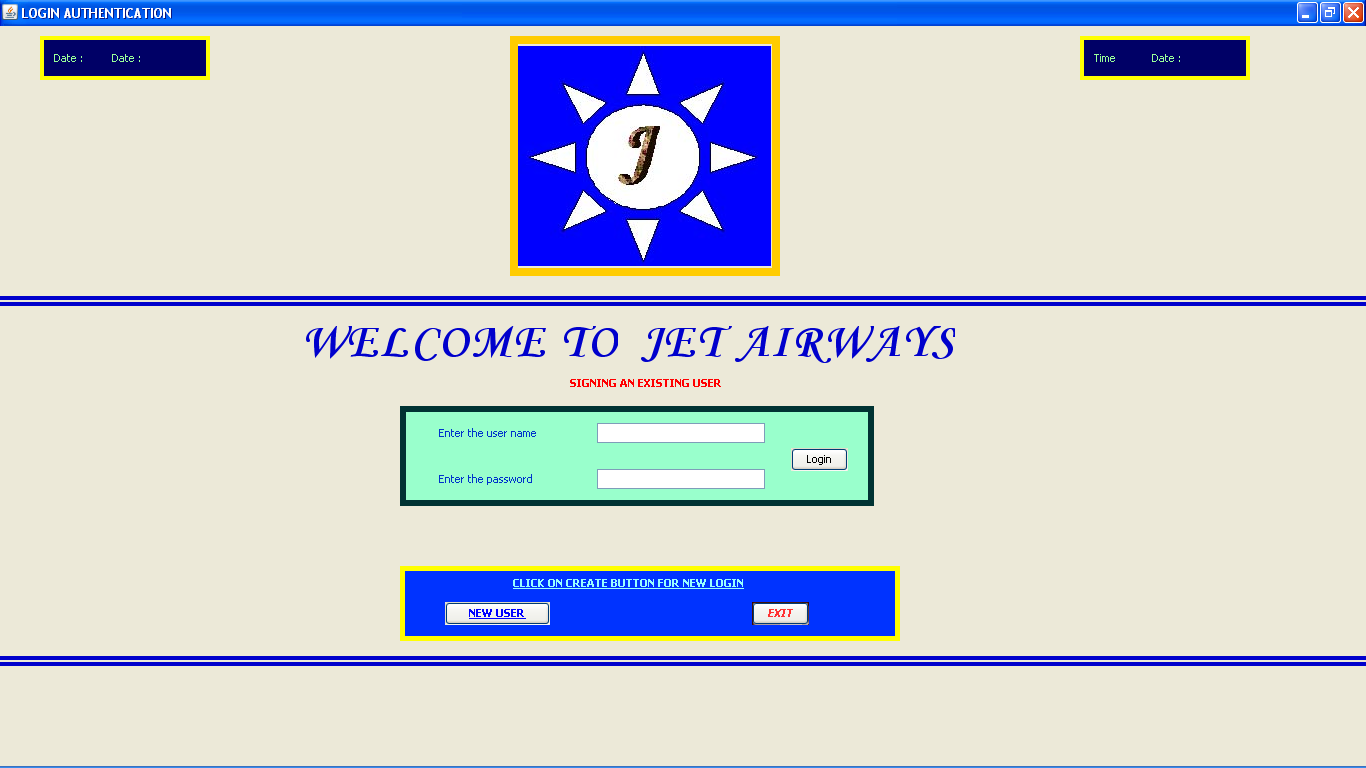 LOGIN AUTHENTICATION
Date : Date :
Time Date :
J
WELCOME TO JET AIRWAYS
SIGNING AN EXISTING USER
Enter the user name
Login
Enter the password
CLICK ON CREATE BUTTON FOR NEW LOGIN
NEW USER EXIT